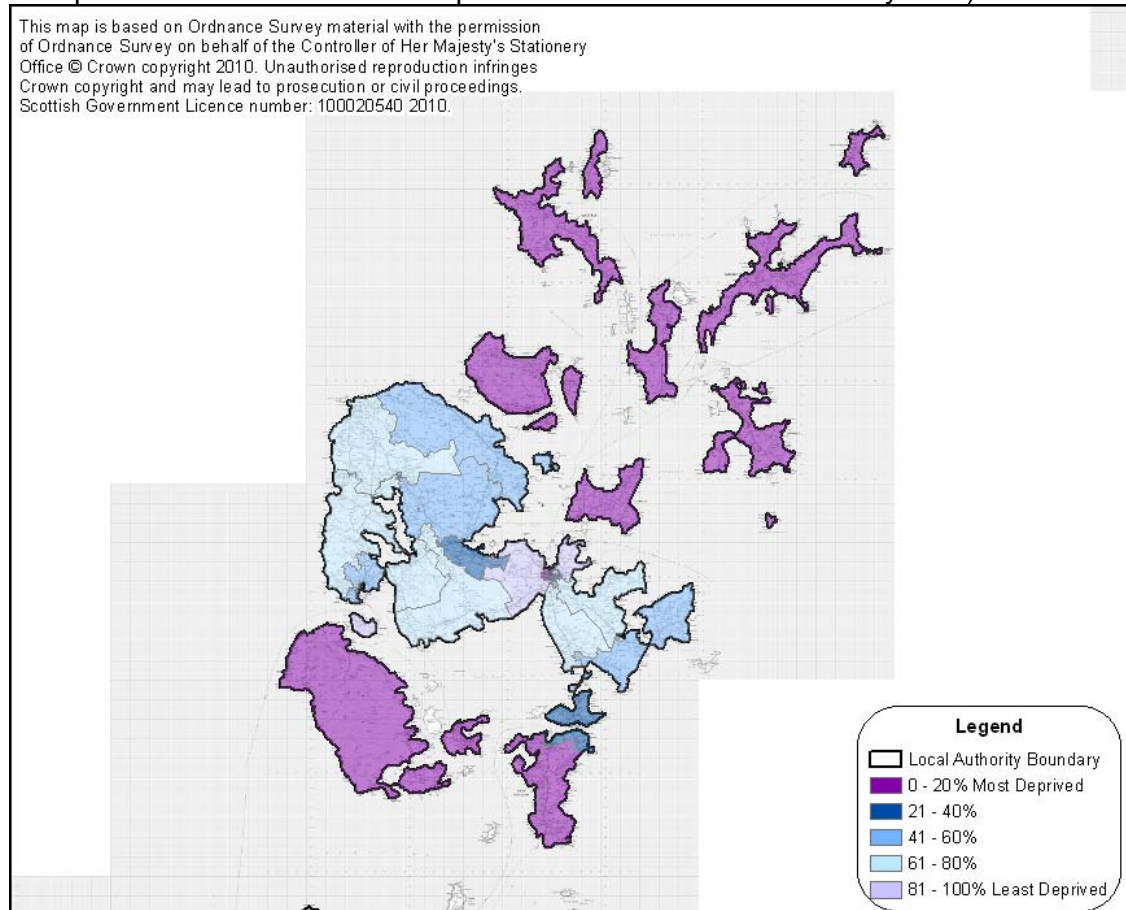 This map is based on Ordnance Survey material with the permission
of Ordnance Survey on behalf of the Controller of Her Majesty's Stationery
Office © Crown copyright 2010. Unauthorised reproduction infringes
Crown copyright and may lead to prosecution or civil proceedings.
Scottish Government Licence number: 100020540 2010.
Legend
Local Authority Boundary
0 - 20% Most Deprived
21 - 40%
41 - 60%
61 - 80%
81 - 100% Least Deprived